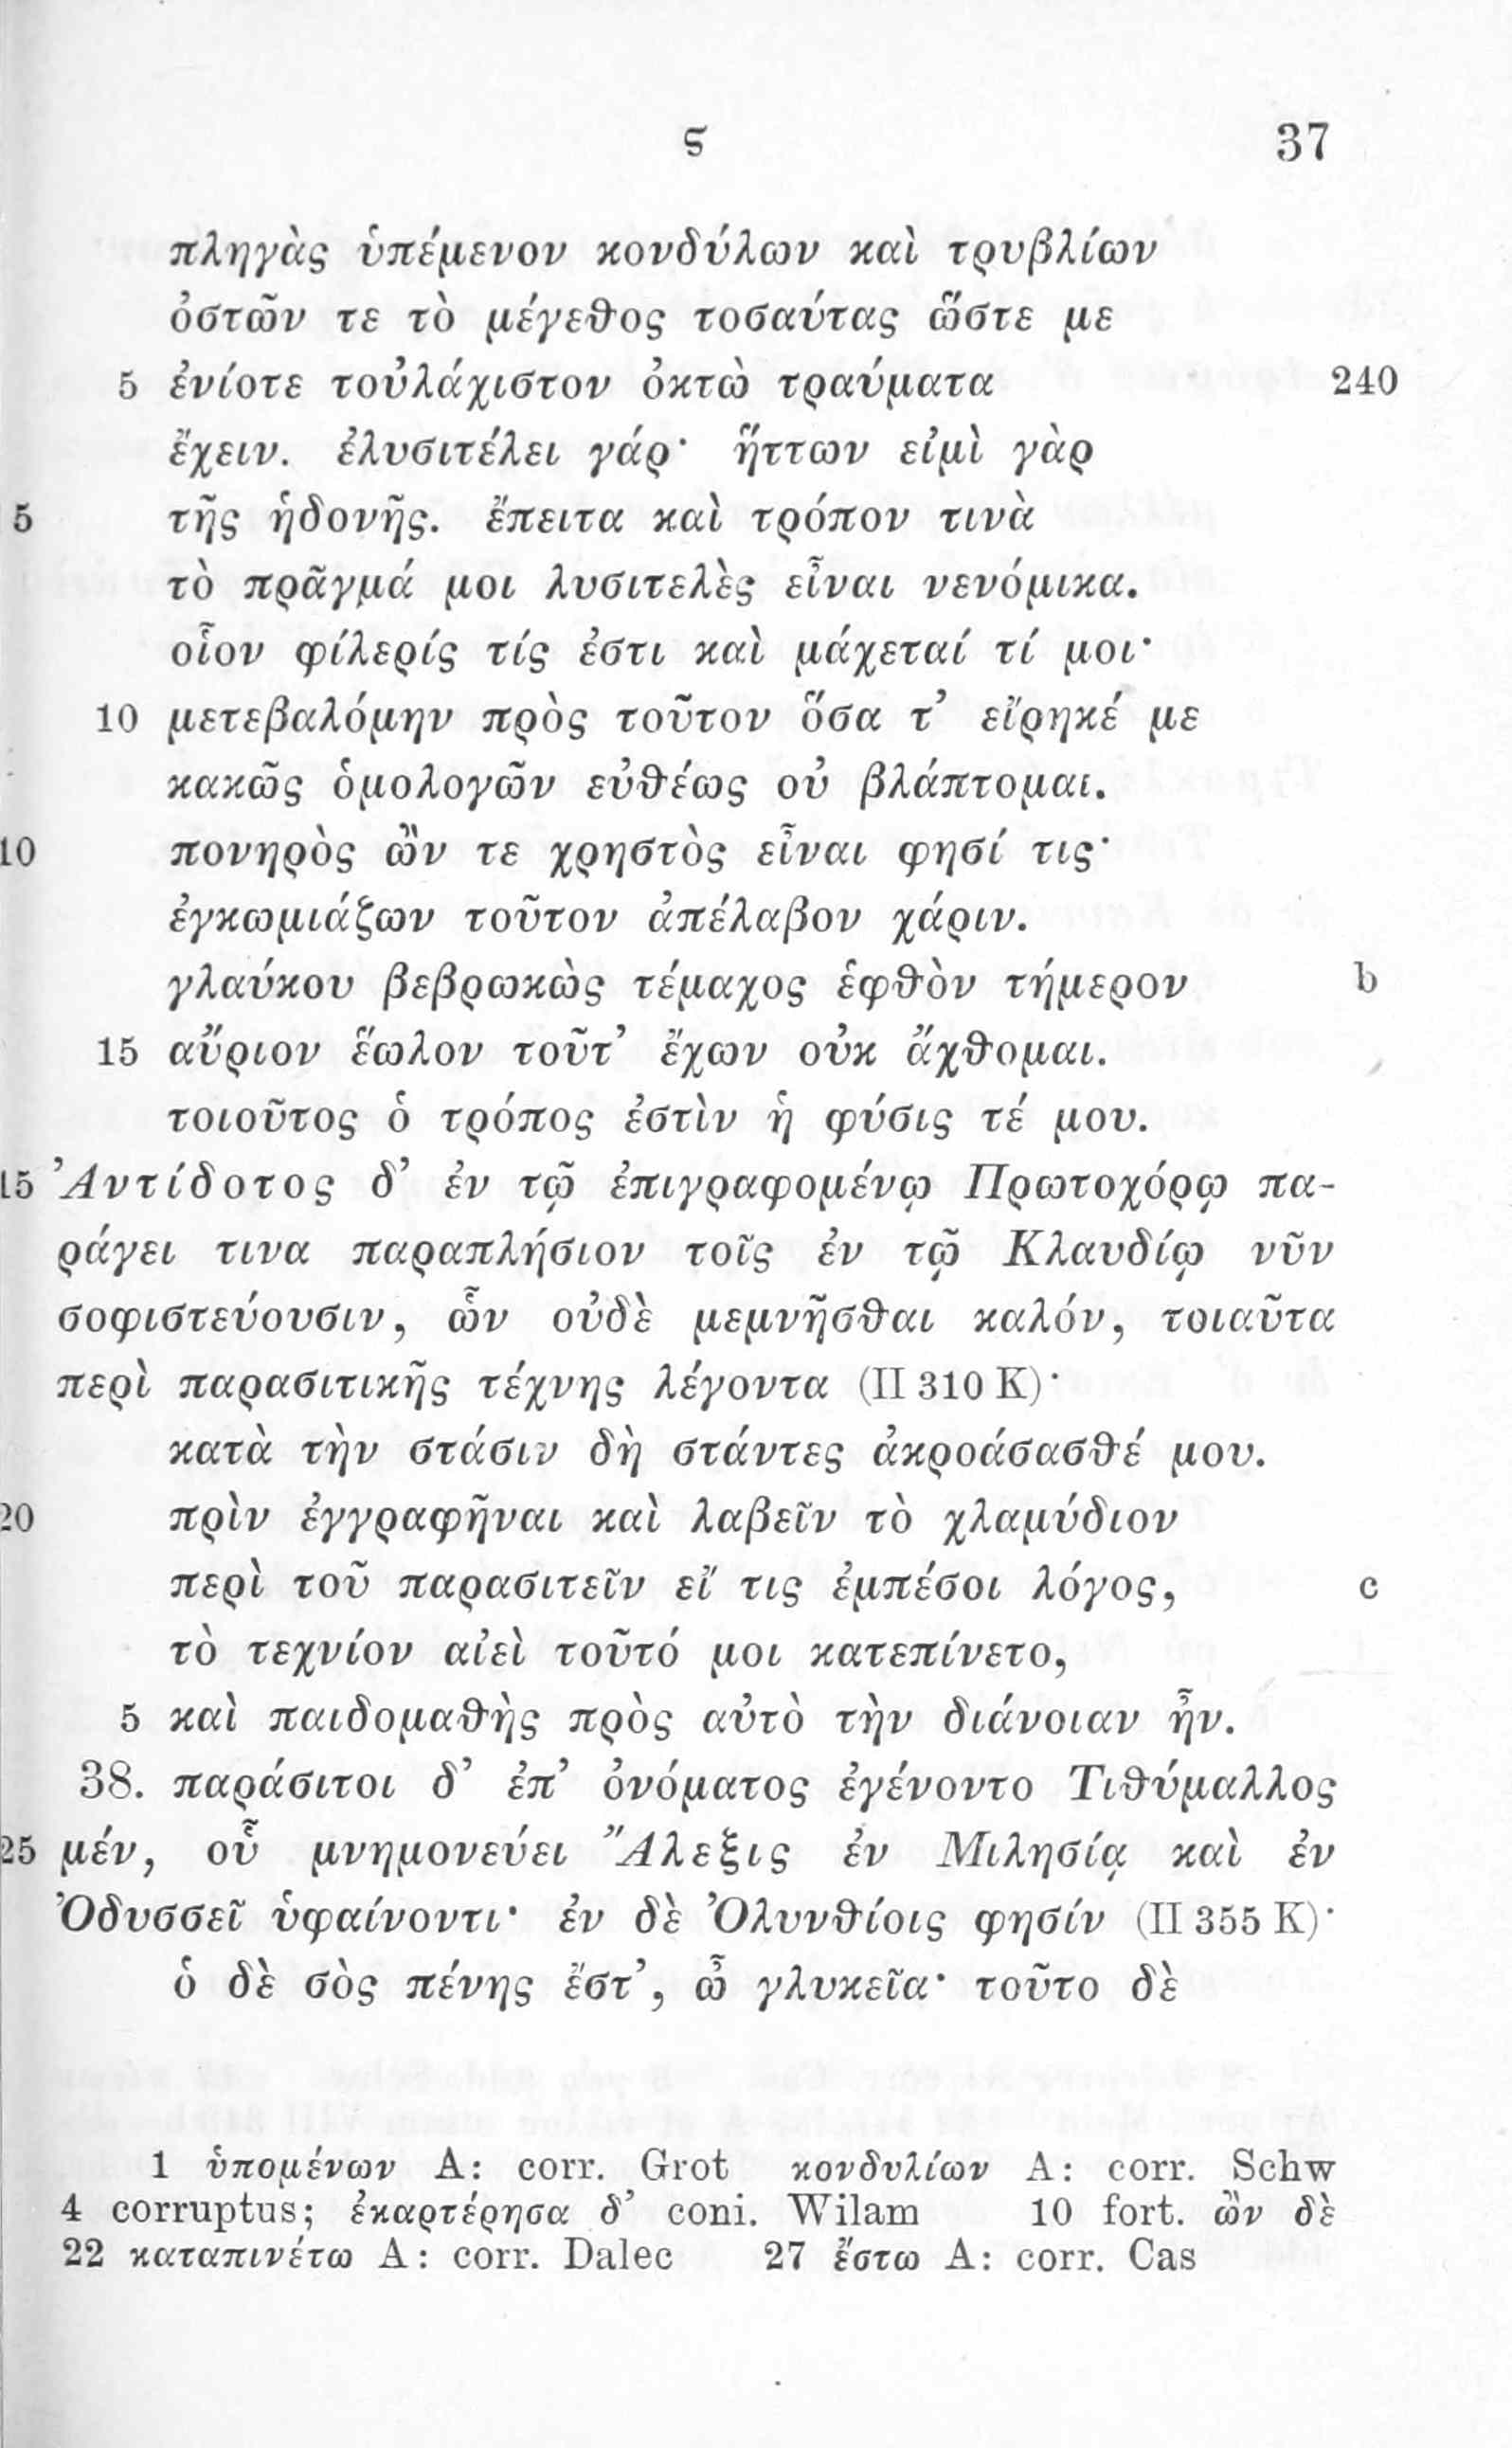 ς 37
πληγὰς ὑπέμενον κονδύλων καὶ τρυβλίων
ὀστῶν τε τὸ μέγεθος τοσαύτας ὥστε με
5 ἐνίοτε τοὐλάχιστον ὀκτὼ τραύματα 240
ἔχειν. ἐλυσιτέλει γάρ· ἥττων εἰμὶ γὰρ
5 τῆς ἡδονῆς. ἔπειτα καὶ τρόπον τινὰ
τὸ πρᾶγμά μοι λυσιτελὲς εἶναι νενόμικα.
οἷον φίλερίς τίς ἐστι καὶ μάχεταί τί μοι·
10 μετεβαλόμην πρὸς τοῦτον ὅσα τ’ εἴρηκέ με
κακῶς ὁμολογῶν εὐθέως οὐ βλάπτομαι.
10 πονηρὸς ὤν τε χρηστὸς εἶναι φησί τις·
ἐγκωμιάζων τοῦτον ἀπέλαβον χάριν.
γλαύκου βεβρωκὼς τέμαχος ἑφθὸν τήμερον b
15 αὔριον ἕωλον τοῦτ’ ἔχων οὐκ ἄχθομαι.
τοιοῦτος ὁ τρόπος ἐστὶν ἡ φύσις τέ μου.
15 Ἀντίδοτος δ’ ἐν τῷ ἐπιγραφομένῳ Πρωτοχόρῳ πα-
ράγει τινα παραπλήσιον τοῖς ἐν τῷ Κλαυδίῳ νῦν
σοφιστεύουσιν, ὧν οὐδὲ μεμνῆσθαι καλόν, τοιαῦτα
περὶ παρασιτικῆς τέχνης λέγοντα (II 310 K)·
κατὰ τὴν στάσιν δὴ στάντες ἀκροάσασθέ μου.
20 πρὶν ἐγγραφῆναι καὶ λαβεῖν τὸ χλαμύδιον
περὶ τοῦ παρασιτεῖν εἴ τις ἐμπέσοι λόγος, c
τὸ τεχνίον αἰεὶ τοῦτό μοι κατεπίνετο,
5 καὶ παιδομαθὴς πρὸς αὐτὸ τὴν διάνοιαν ἦν.
38. παράσιτοι δ’ ἐπ’ ὀνόματος ἐγένοντο Τιθύμαλλος
25 μέν, οὗ μνημονεύει Ἄλεξις ἐν Μιλησίᾳ καὶ ἐν
Ὀδυσσεῖ ὑφαίνοντι· ἐν δὲ Ὀλυνθίοις φησίν (II 355 K)·
ὁ δὲ σὸς πένης ἔστ’, ὦ γλυκεῖα· τοῦτο δὲ
1 ὑπομένων A: corr. Grot κονδυλίων A: corr. Schw
4 corruptus; ἐκαρτέρησα δ’ coni. Wilam 10 fort. ὢν δὲ
22 καταπινέτω A: corr. Dalec 27 ἔστω A: corr. Cas